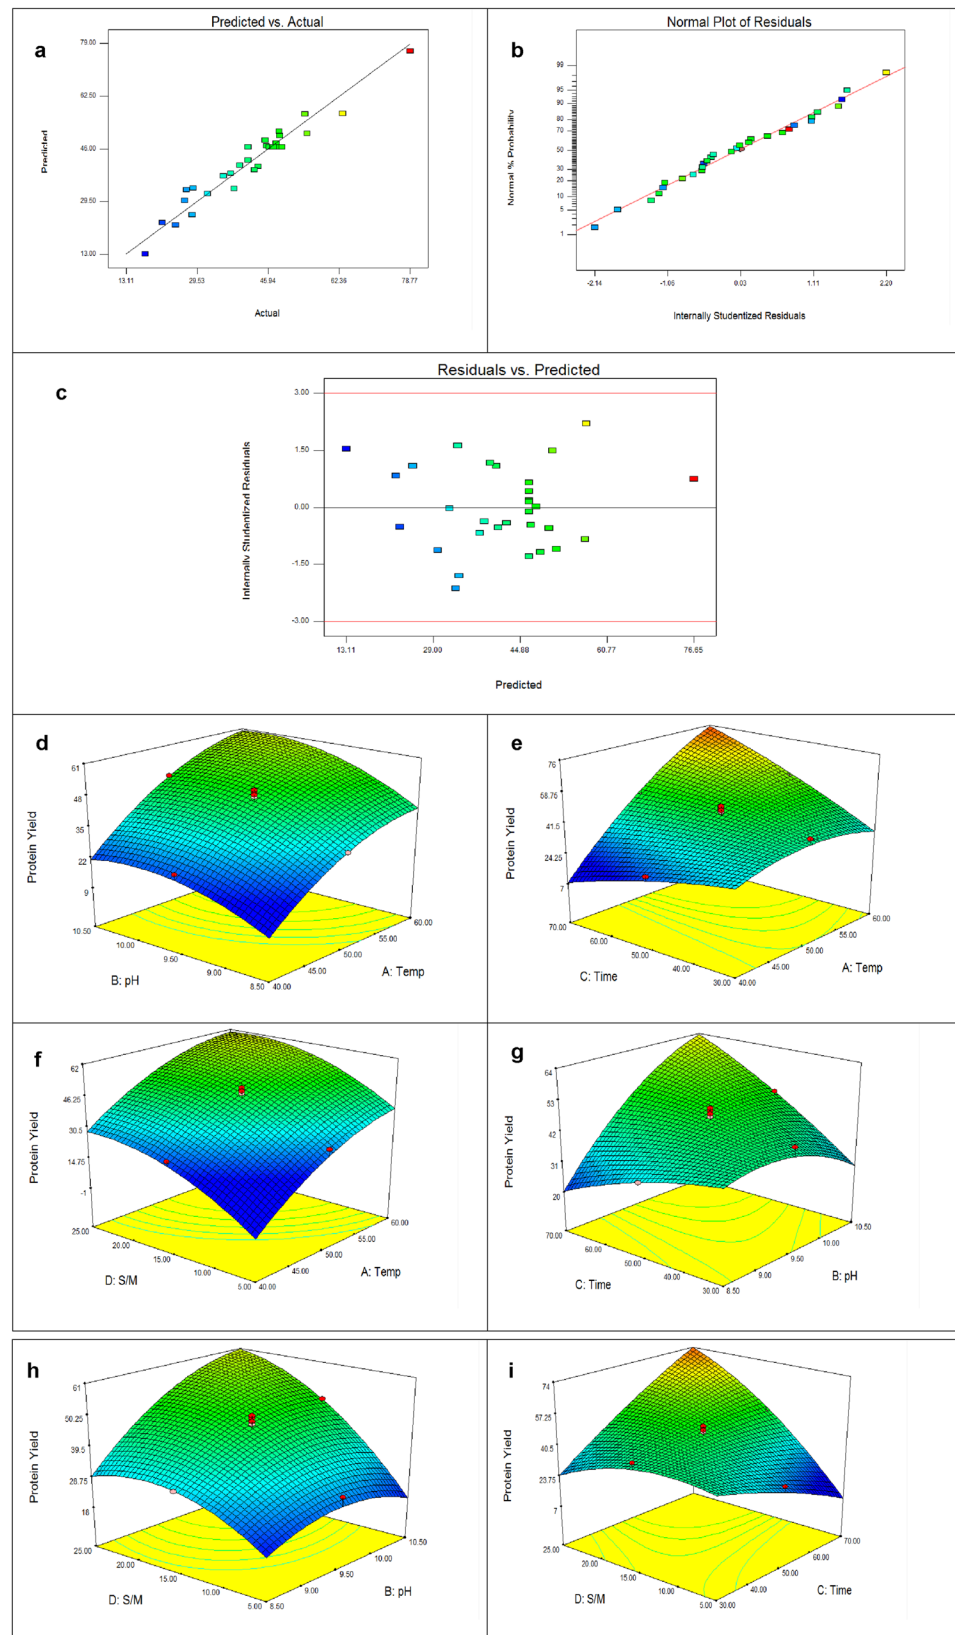 a
Predicted vs. Actual
Predicted
79.00
62.50
46.00
29.50
13.00
13.11 29.53 45.94 62.36 78.77
Actual
b
Normal Plot of Residuals
Normal % Probability
99
95
90
80
70
50
30
20
10
5
1
-2.14 -1.06 0.03 1.11 2.20
Internally Studentized Residuals
c
Residuals vs. Predicted
Internally Studentized Residuals
3.00
1.50
0.00
-1.50
-3.00
13.11 29.00 44.88 60.77 76.65
Predicted
d
Protein Yield
61
48
35
22
9
10.50 10.00 9.50 9.00 8.50
B: pH
40.00 45.00 50.00 55.00 60.00
A: Temp
e
Protein Yield
76
58.75
41.5
24.25
7
70.00 60.00 50.00 40.00 30.00
C: Time
40.00 45.00 50.00 55.00 60.00
A: Temp
f
Protein Yield
62
46.25
30.5
14.75
-1
25.00 20.00 15.00 10.00 5.00
D: S/M
40.00 45.00 50.00 55.00 60.00
A: Temp
g
Protein Yield
64
53
42
31
20
70.00 60.00 50.00 40.00 30.00
C: Time
8.50 9.00 9.50 10.00 10.50
B: pH
h
Protein Yield
61
50.25
39.5
28.75
18
25.00 20.00 15.00 10.00 5.00
D: S/M
8.50 9.00 9.50 10.00 10.50
B: pH
i
Protein Yield
74
57.25
40.5
23.75
7
25.00 20.00 15.00 10.00 5.00
D: S/M
30.00 40.00 50.00 60.00 70.00
C: Time